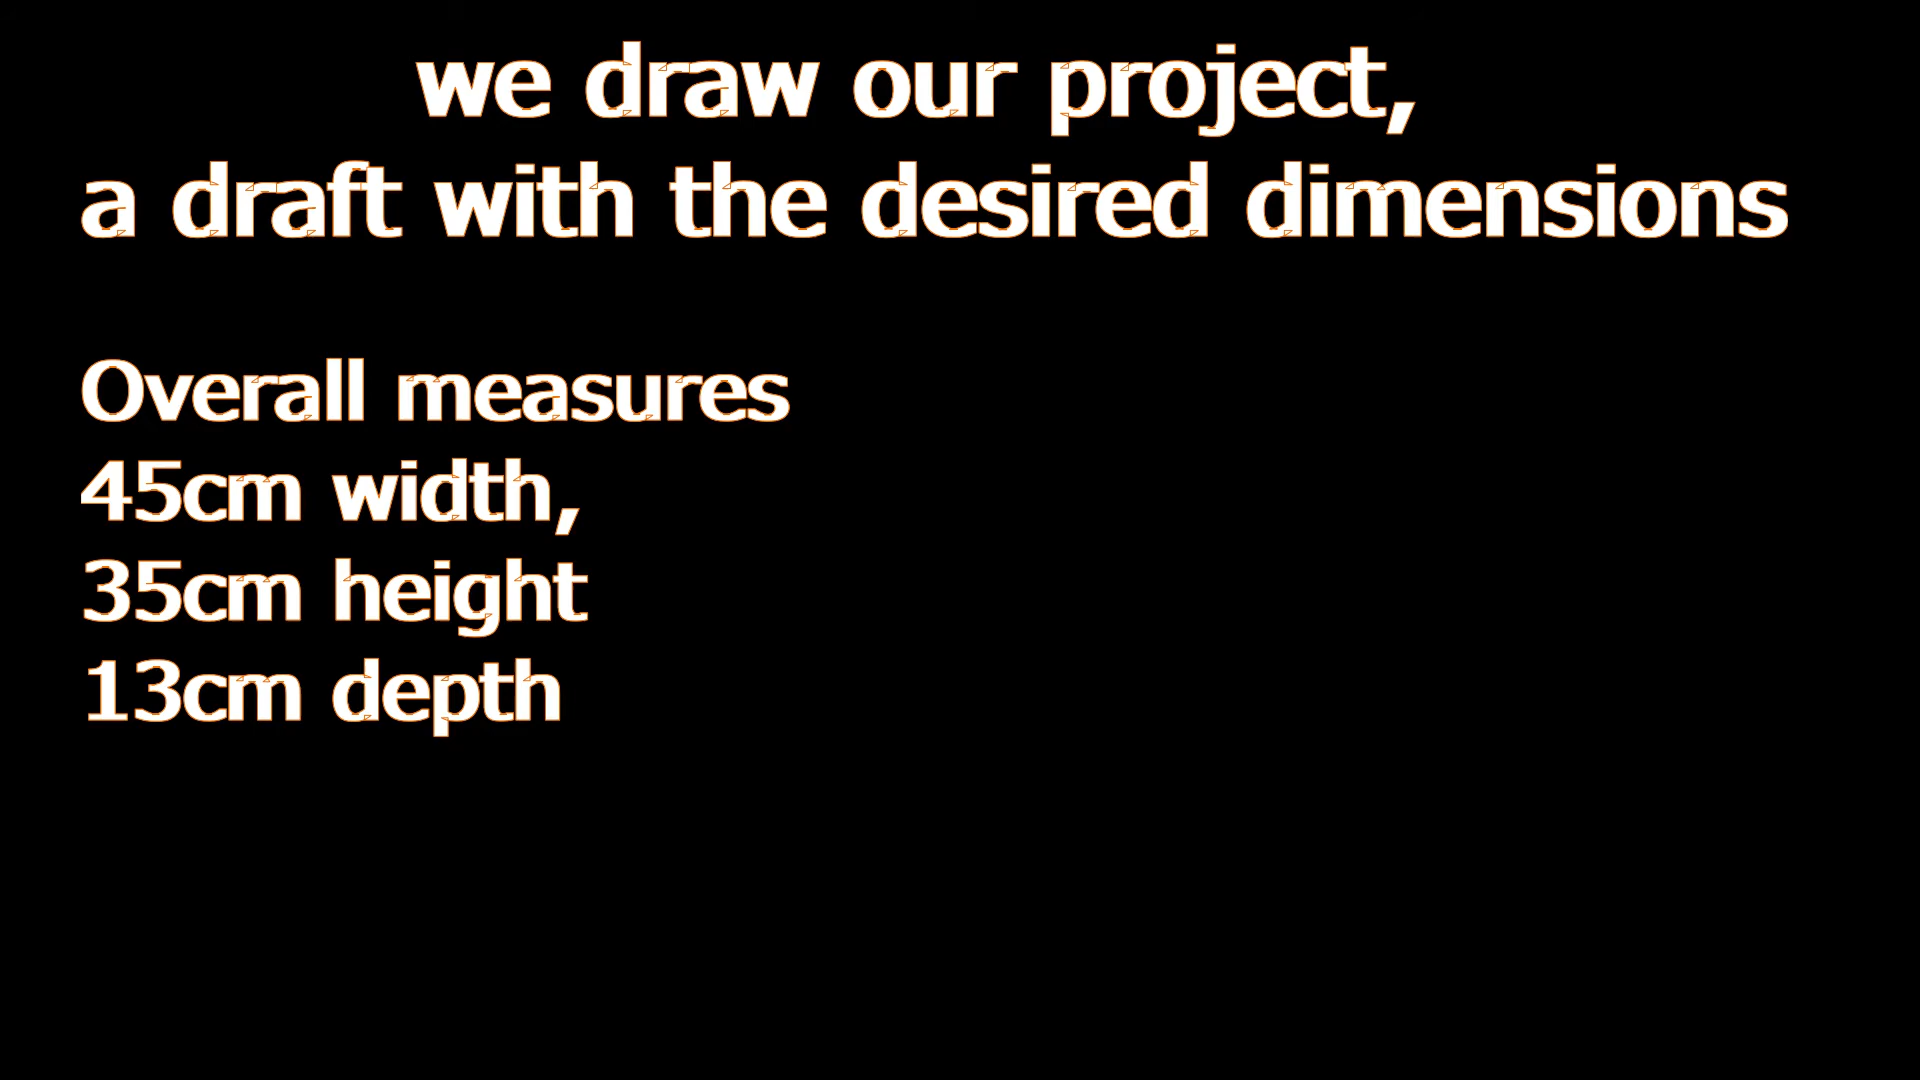 we draw our project,
a draft with the desired dimensions
Overall measures
45cm width,
35cm height
13cm depth